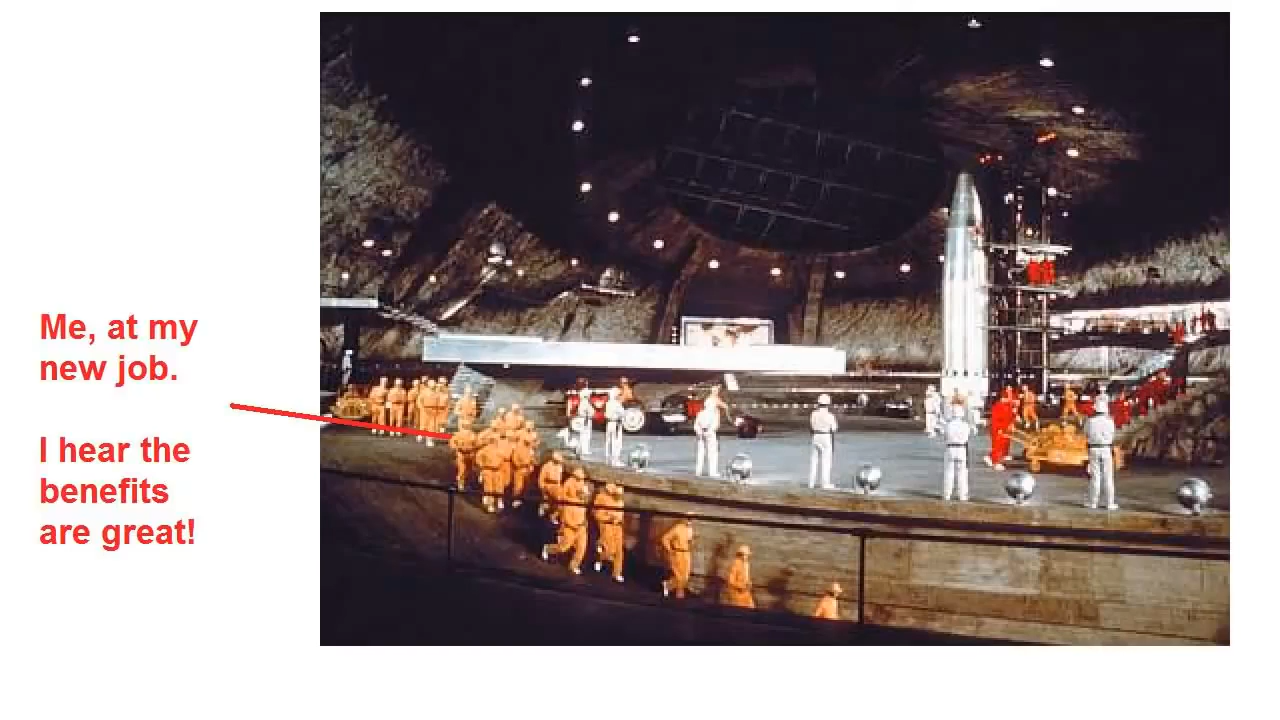 Me, at my
new job.
I hear the
benefits
are great!